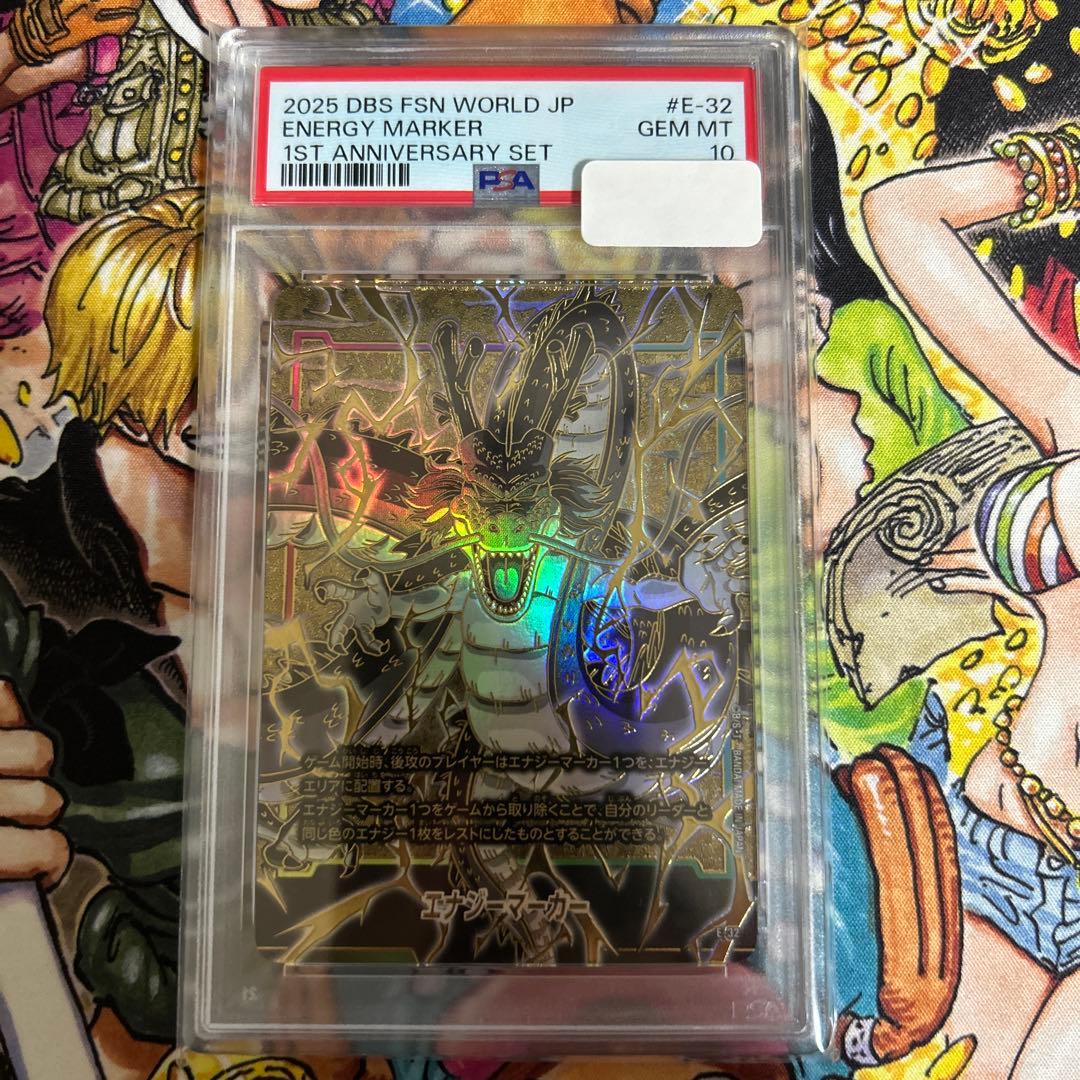 2025 DBS FSN WORLD JP #E-32
ENERGY MARKER GEM MT
1ST ANNIVERSARY SET 10
PSA
ゲーム開始時、後攻のプレイヤーはエナジーマーカー1つを、エナジー
エリアに配置する。
エナジーマーカー1つをゲームから取り除くことで、自分のリーダーと
同じ色のエナジー1枚をレストにしたものとすることができる。
エナジーマーカー
E-32